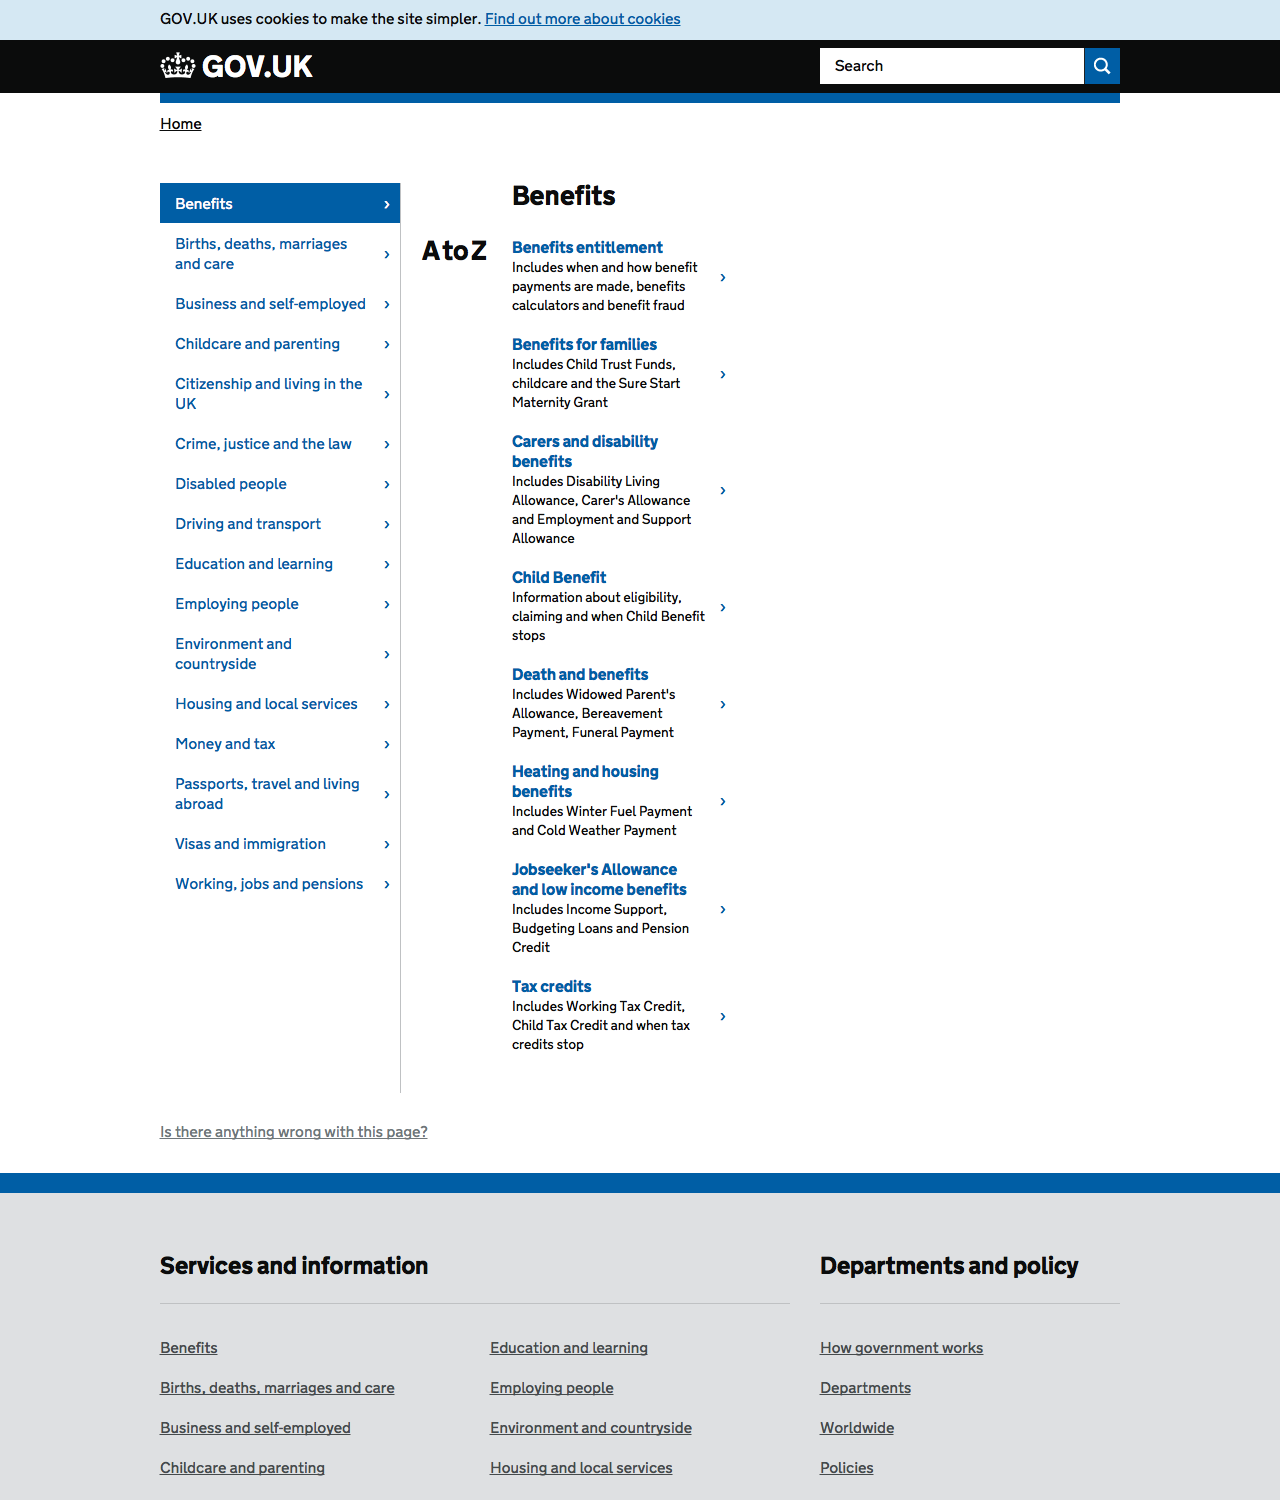 GOV.UK uses cookies to make the site simpler. Find out more about cookies
GOV.UK
Search
Home
Benefits ›
Births, deaths, marriages
and care ›
Business and self-employed ›
Childcare and parenting ›
Citizenship and living in the
UK ›
Crime, justice and the law ›
Disabled people ›
Driving and transport ›
Education and learning ›
Employing people ›
Environment and
countryside ›
Housing and local services ›
Money and tax ›
Passports, travel and living
abroad ›
Visas and immigration ›
Working, jobs and pensions ›
Benefits
A to Z
Benefits entitlement
Includes when and how benefit
payments are made, benefits ›
calculators and benefit fraud
Benefits for families
Includes Child Trust Funds,
childcare and the Sure Start ›
Maternity Grant
Carers and disability
benefits
Includes Disability Living
Allowance, Carer's Allowance ›
and Employment and Support
Allowance
Child Benefit
Information about eligibility,
claiming and when Child Benefit ›
stops
Death and benefits
Includes Widowed Parent's
Allowance, Bereavement ›
Payment, Funeral Payment
Heating and housing
benefits ›
Includes Winter Fuel Payment
and Cold Weather Payment
Jobseeker's Allowance
and low income benefits
Includes Income Support, ›
Budgeting Loans and Pension
Credit
Tax credits
Includes Working Tax Credit,
Child Tax Credit and when tax ›
credits stop
Is there anything wrong with this page?
Services and information
Benefits
Births, deaths, marriages and care
Business and self-employed
Childcare and parenting
Education and learning
Employing people
Environment and countryside
Housing and local services
Departments and policy
How government works
Departments
Worldwide
Policies